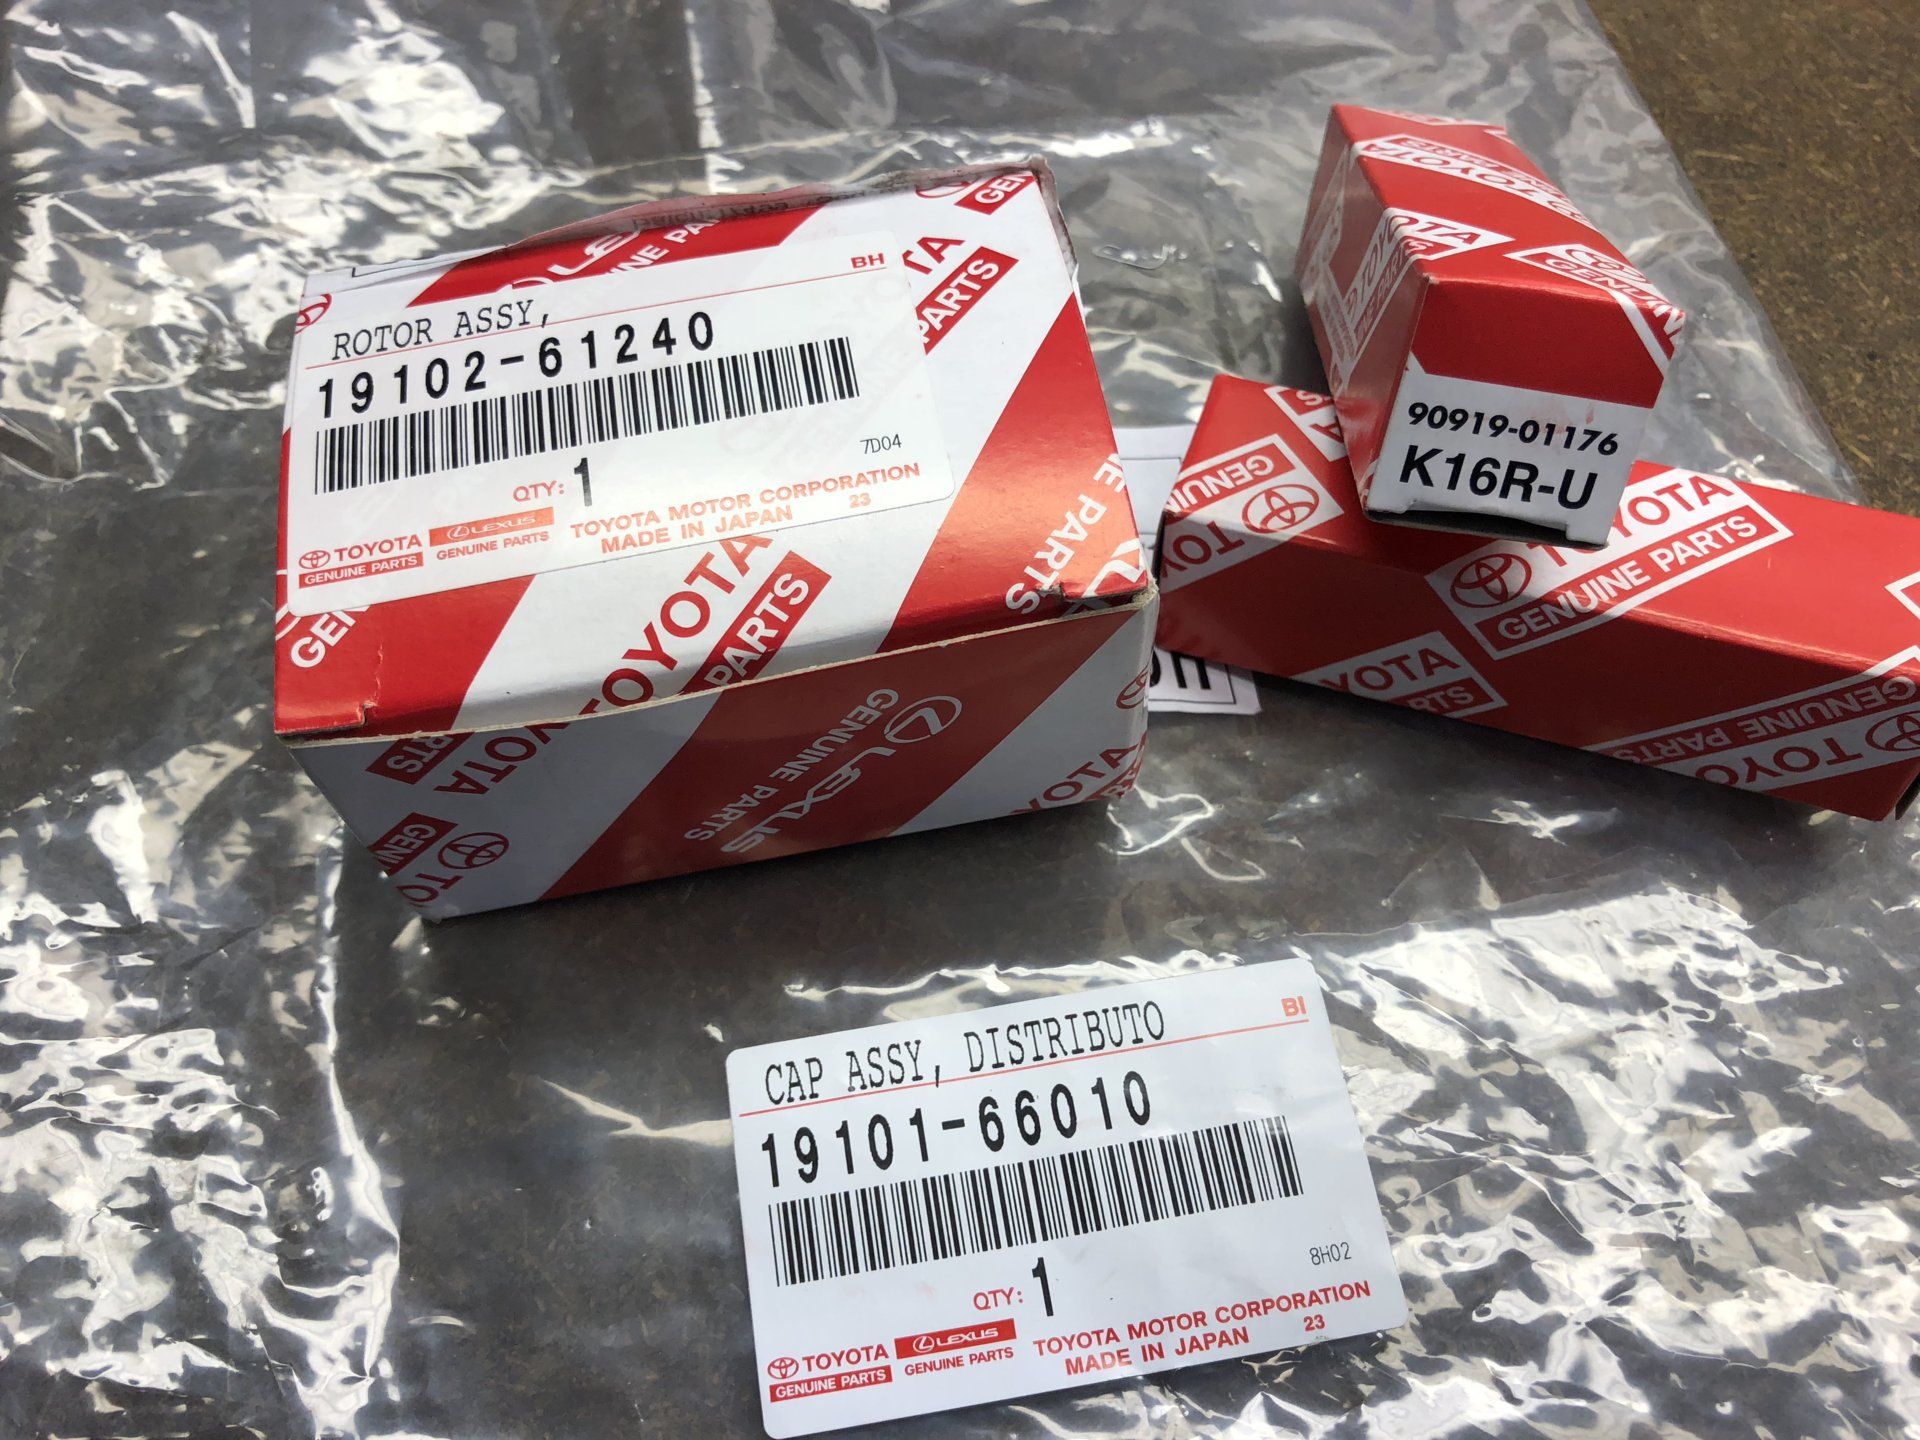 ROTOR ASSY,
BH
19102-61240
7D04
QTY: 1
TOYOTA
GENUINE PARTS
LEXUS
GENUINE PARTS
TOYOTA MOTOR CORPORATION
MADE IN JAPAN
23
TOYOTA
PARTS
LEXUS
GENUINE PARTS
90919-01176
K16R-U
TOYOTA
GENUINE PARTS
TOYOTA
GENUINE PARTS
CAP ASSY, DISTRIBUTO
BI
19101-66010
8H02
QTY: 1
TOYOTA
GENUINE PARTS
LEXUS
GENUINE PARTS
TOYOTA MOTOR CORPORATION
MADE IN JAPAN
23